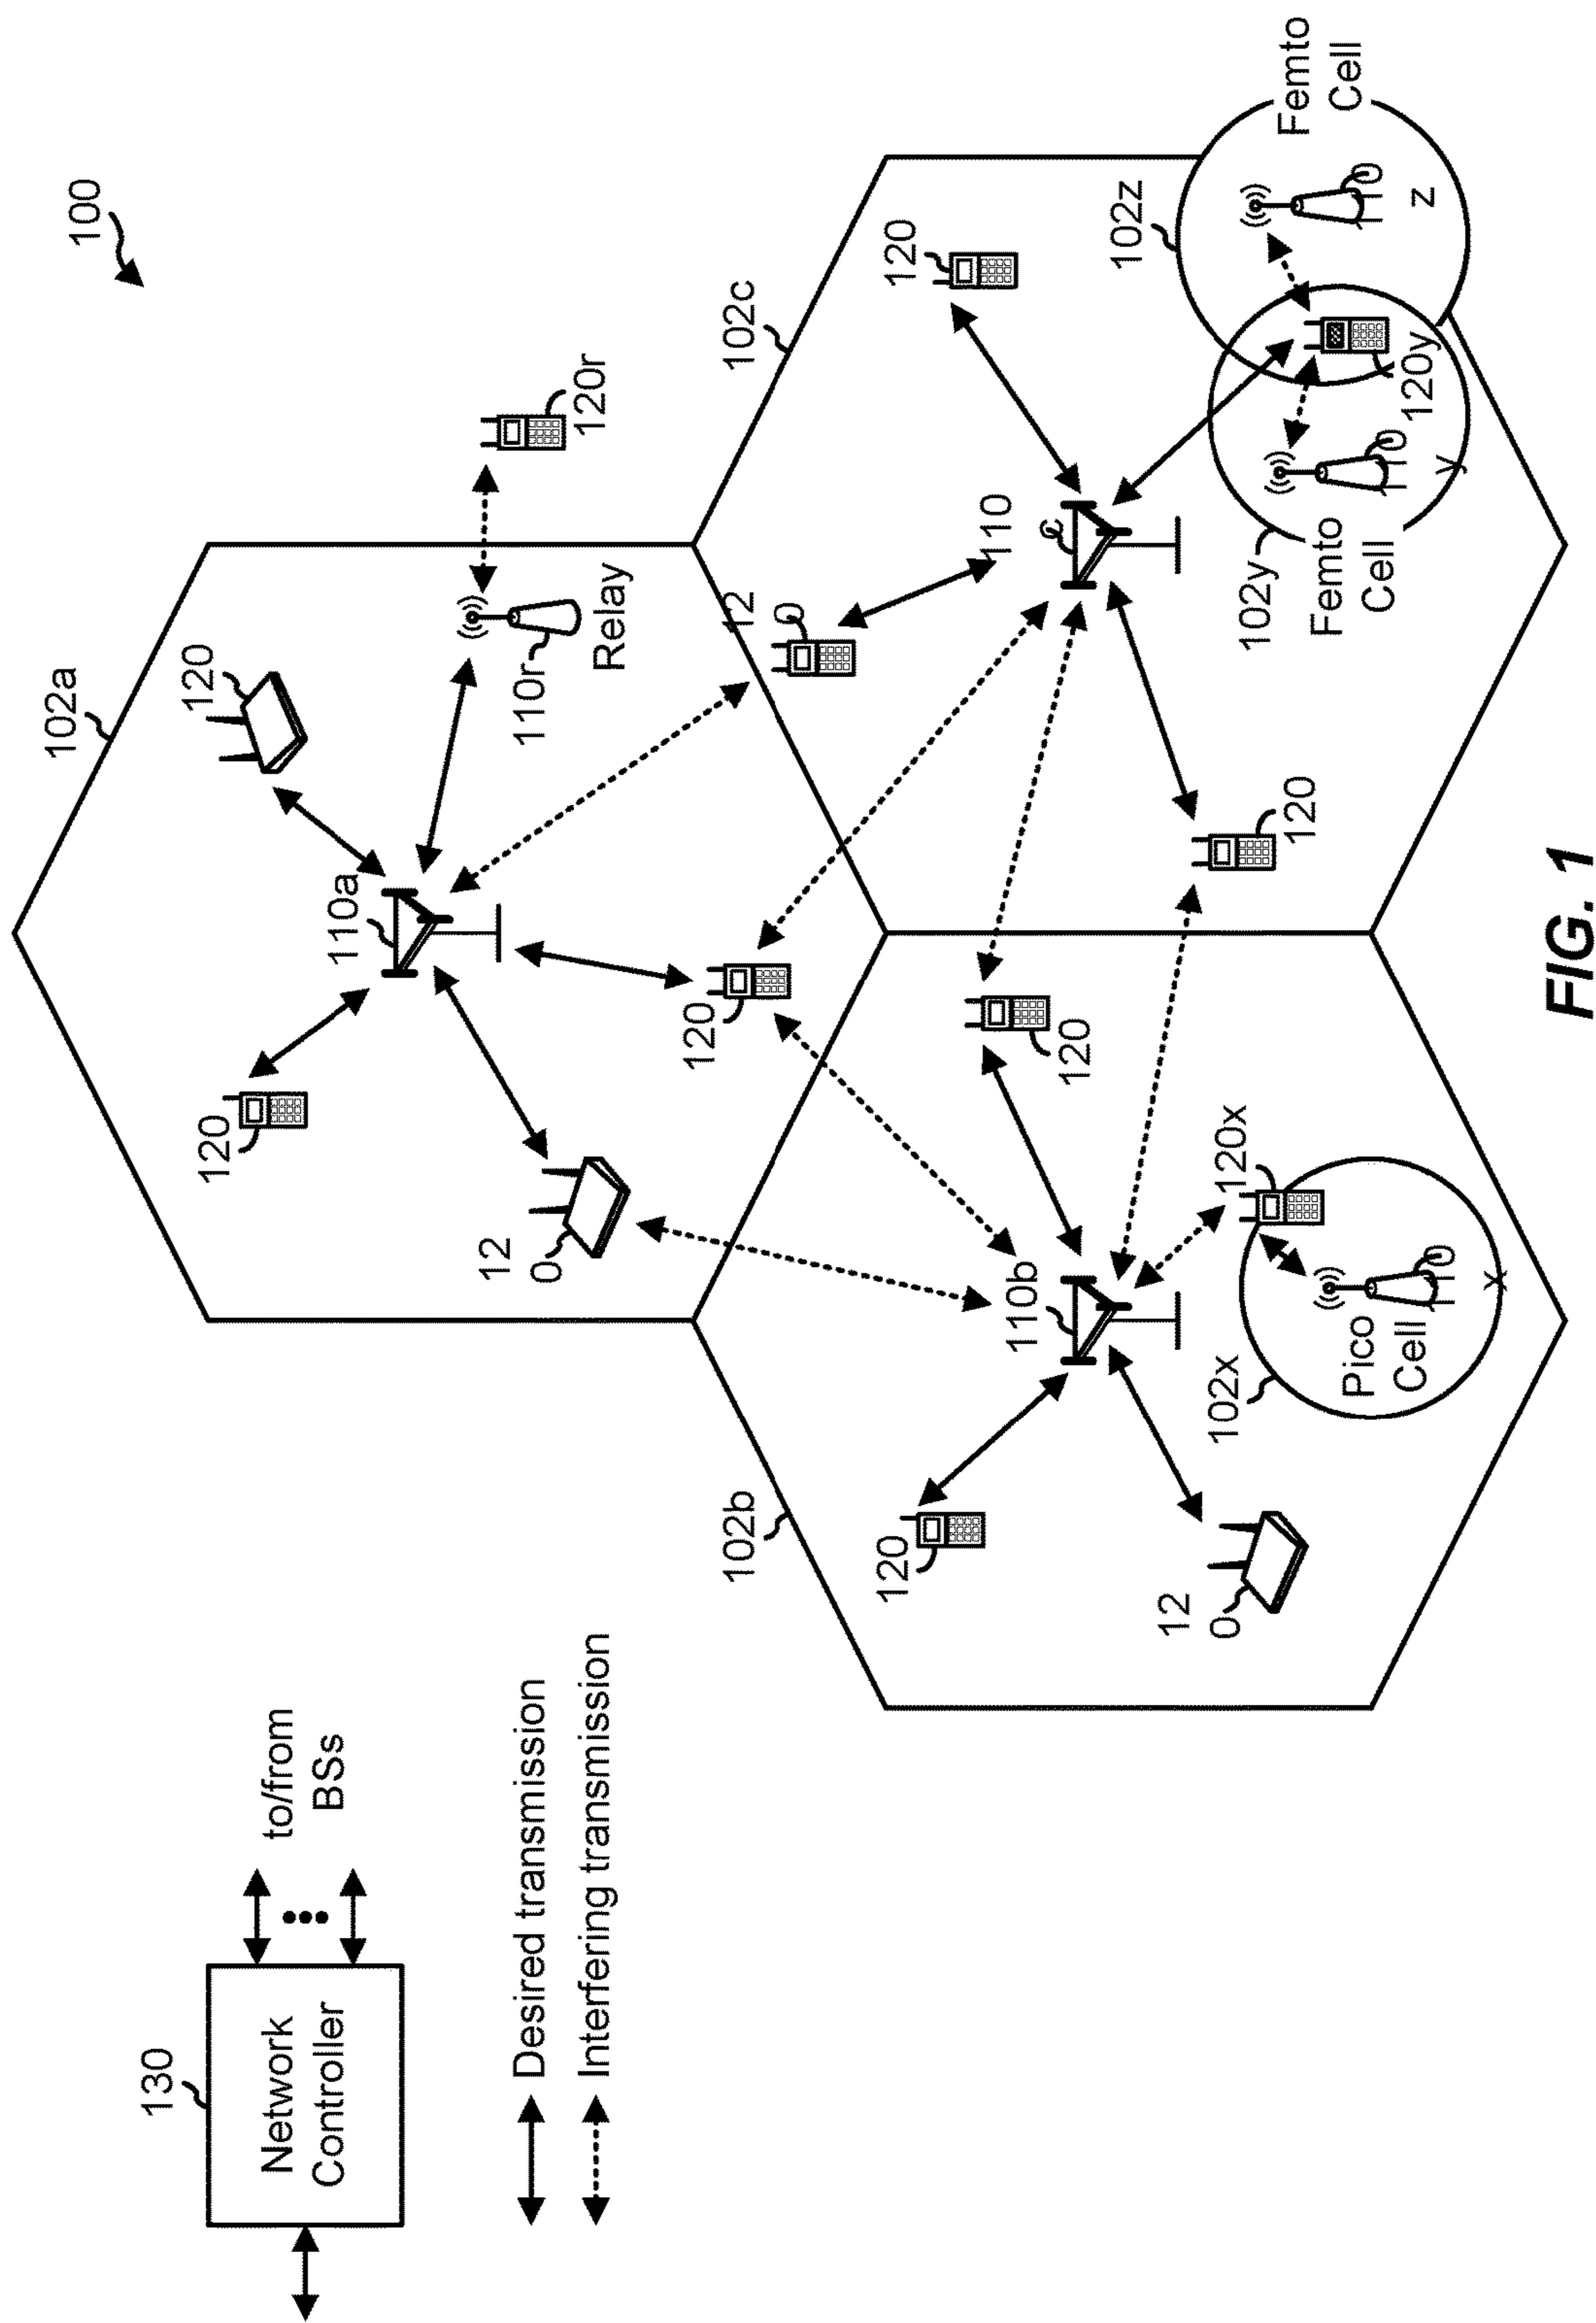 100
130
Network
Controller
to/from
BSs
Desired transmission
Interfering transmission
102a
120
120
110a
110r
Relay
120r
12
0
120
102b
102c
12
0
120
110
c
120
110b
120
120
120x
12
0
102x
Pico
Cell
110
x
102y
Femto
Cell
110
y
120y
102z
Femto
Cell
110
z
FIG. 1